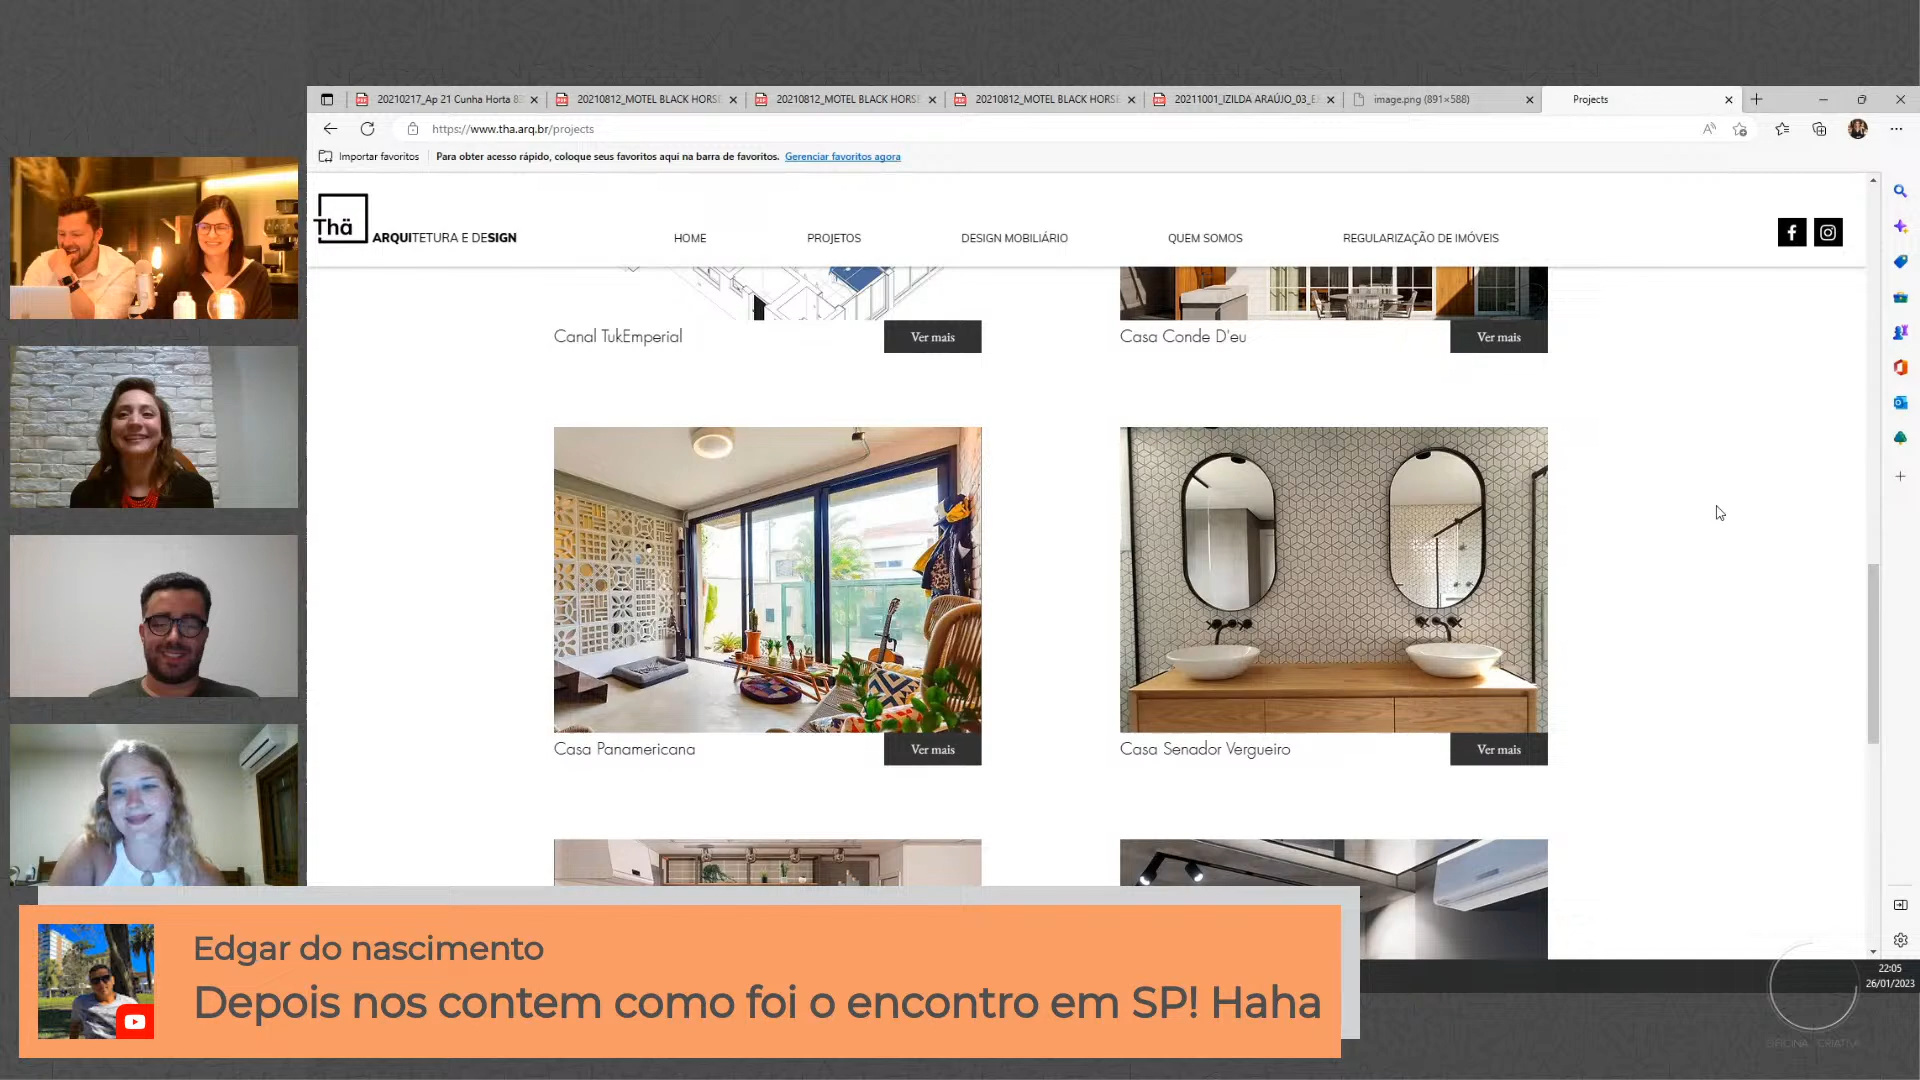 20210217_Ap 21 Cunha Horta 83
20210812_MOTEL BLACK HORSE
20210812_MOTEL BLACK HORSE
20210812_MOTEL BLACK HORSE
20211001_IZILDA ARAÚJO_03_E
image.png (891×588)
Projects
https://www.tha.arq.br/projects
Importar favoritos
Para obter acesso rápido, coloque seus favoritos aqui na barra de favoritos. Gerenciar favoritos agora
Thä
ARQUITETURA E DESIGN
HOME
PROJETOS
DESIGN MOBILIÁRIO
QUEM SOMOS
REGULARIZAÇÃO DE IMÓVEIS
Canal TukEmperial
Ver mais
Casa Conde D'eu
Ver mais
Casa Panamericana
Ver mais
Casa Senador Vergueiro
Ver mais
22:05
26/01/2023
Edgar do nascimento
Depois nos contem como foi o encontro em SP! Haha
OFICINA CRIATIVA